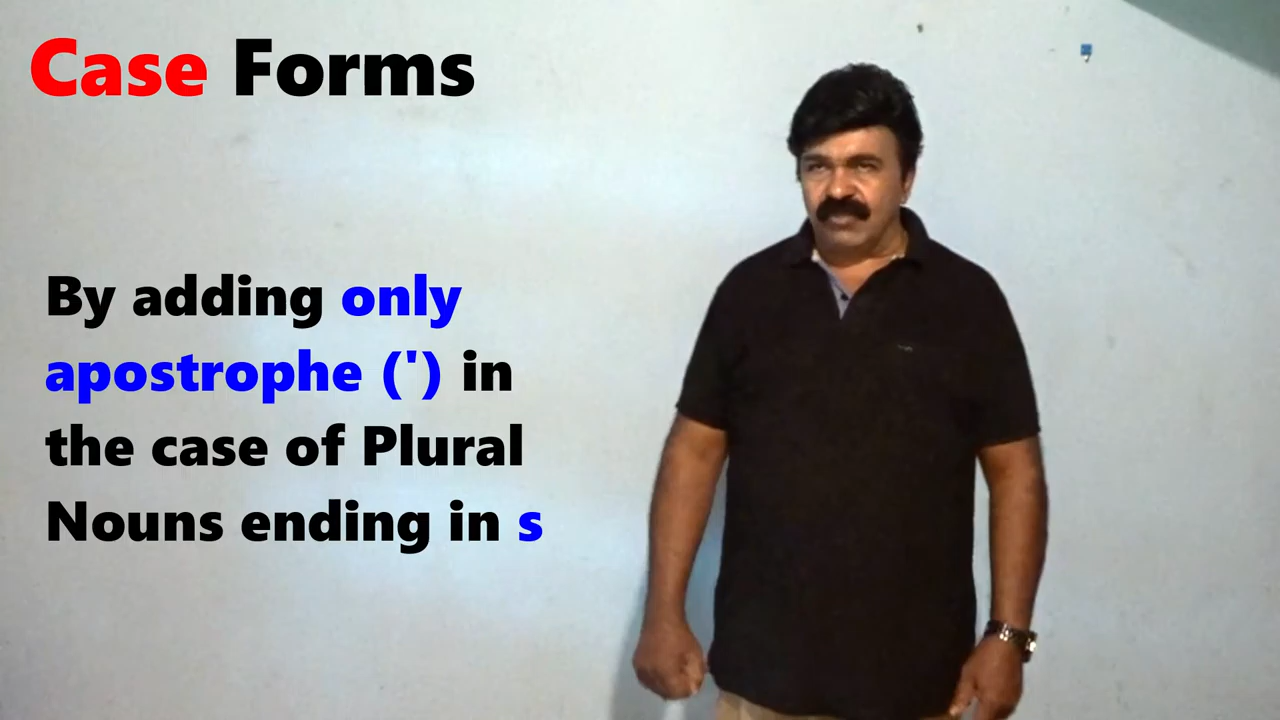 Case Forms
By adding only
apostrophe (') in
the case of Plural
Nouns ending in s